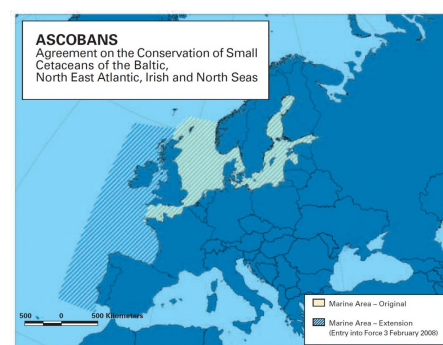 ASCOBANS
Agreement on the Conservation of Small
Cetaceans of the Baltic,
North East Atlantic, Irish and North Seas
500 0 500 Kilometers
Marine Area – Original
Marine Area – Extension
(Entry into Force 3 February 2008)